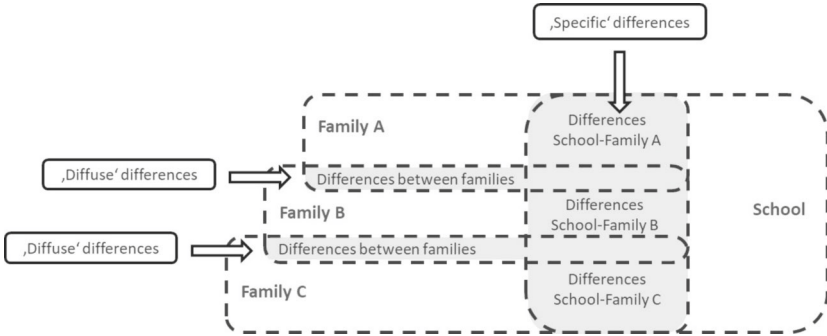 ‚Specific‘ differences
Family A
Differences
School-Family A
‚Diffuse‘ differences
Differences between families
Family B
Differences
School-Family B
School
‚Diffuse‘ differences
Differences between families
Family C
Differences
School-Family C